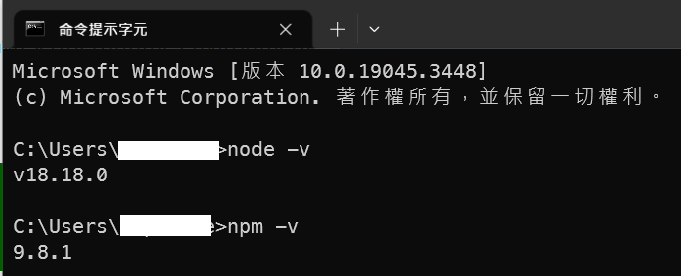 命令提示字元
Microsoft Windows [版本 10.0.19045.3448]
(c) Microsoft Corporation. 著作權所有，並保留一切權利。
C:\Users\ >node -v
v18.18.0
C:\Users\ >npm -v
9.8.1